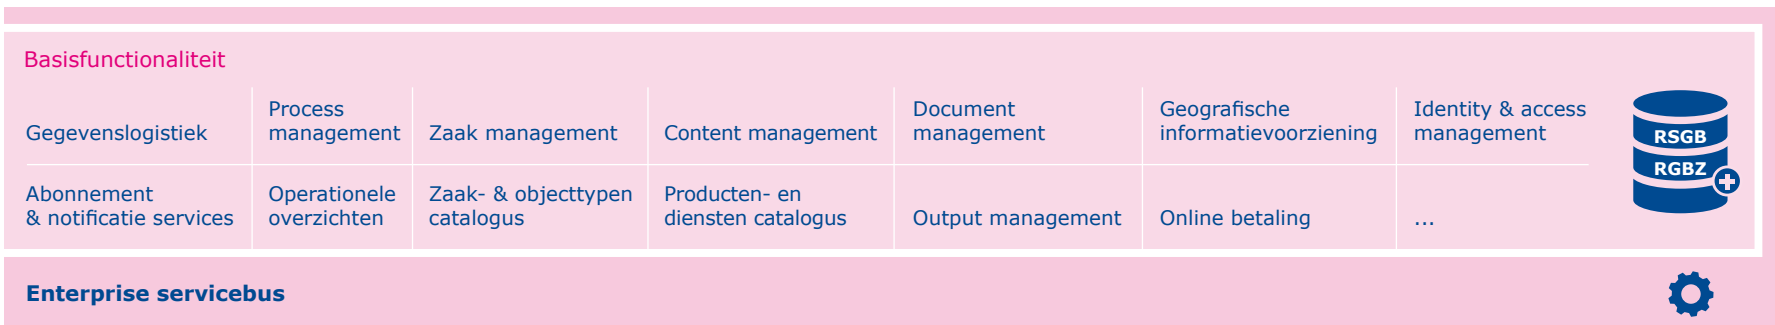 Basisfunctionaliteit
Gegevenslogistiek
Process
management
Zaak management
Content management
Document
management
Geografische
informatievoorziening
Identity & access
management
Abonnement
& notificatie services
Operationele
overzichten
Zaak- & objecttypen
catalogus
Producten- en
diensten catalogus
Output management
Online betaling
...
RSGB
RGBZ
Enterprise servicebus